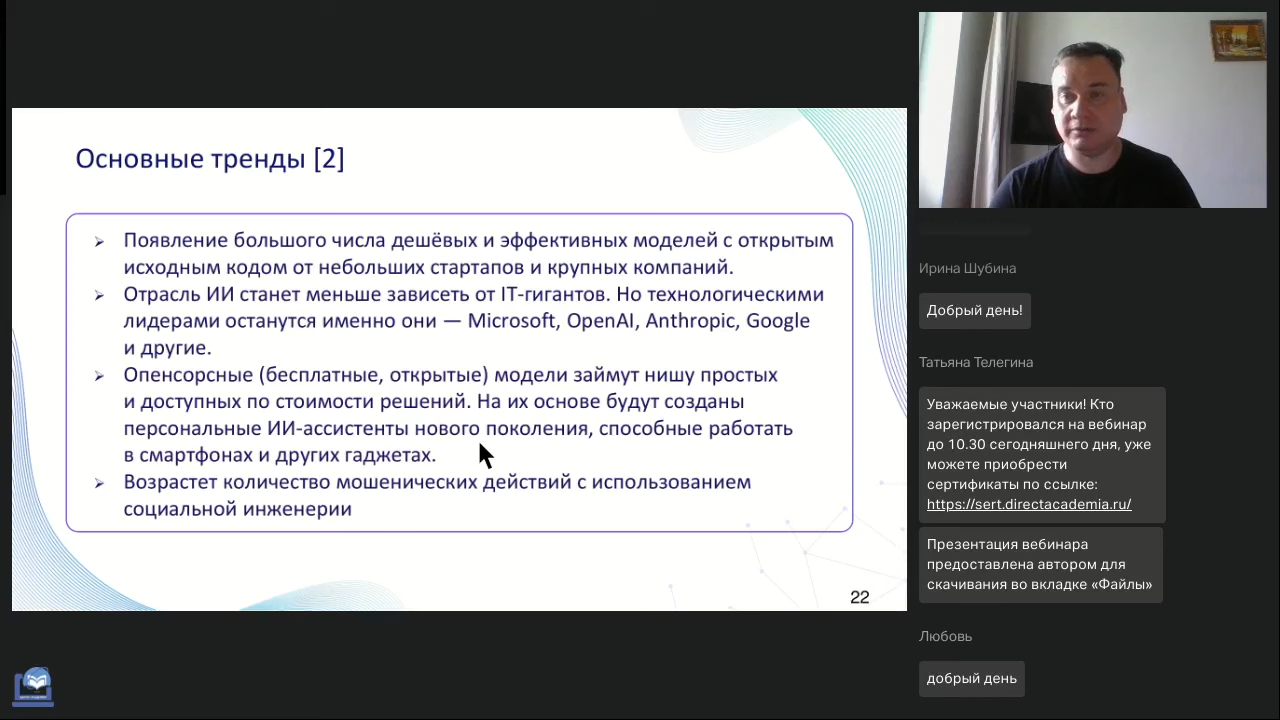 Основные тренды [2]
Появление большого числа дешёвых и эффективных моделей с открытым
исходным кодом от небольших стартапов и крупных компаний.
Отрасль ИИ станет меньше зависеть от IT-гигантов. Но технологическими
лидерами останутся именно они — Microsoft, OpenAI, Anthropic, Google
и другие.
Опенсорсные (бесплатные, открытые) модели займут нишу простых
и доступных по стоимости решений. На их основе будут созданы
персональные ИИ-ассистенты нового поколения, способные работать
в смартфонах и других гаджетах.
Возрастет количество мошенических действий с использованием
социальной инженерии
22
Ирина Шубина
Добрый день!
Татьяна Телегина
Уважаемые участники! Кто
зарегистрировался на вебинар
до 10.30 сегодняшнего дня, уже
можете приобрести
сертификаты по ссылке:
https://sert.directacademia.ru/
Презентация вебинара
предоставлена автором для
скачивания во вкладке «Файлы»
Любовь
добрый день